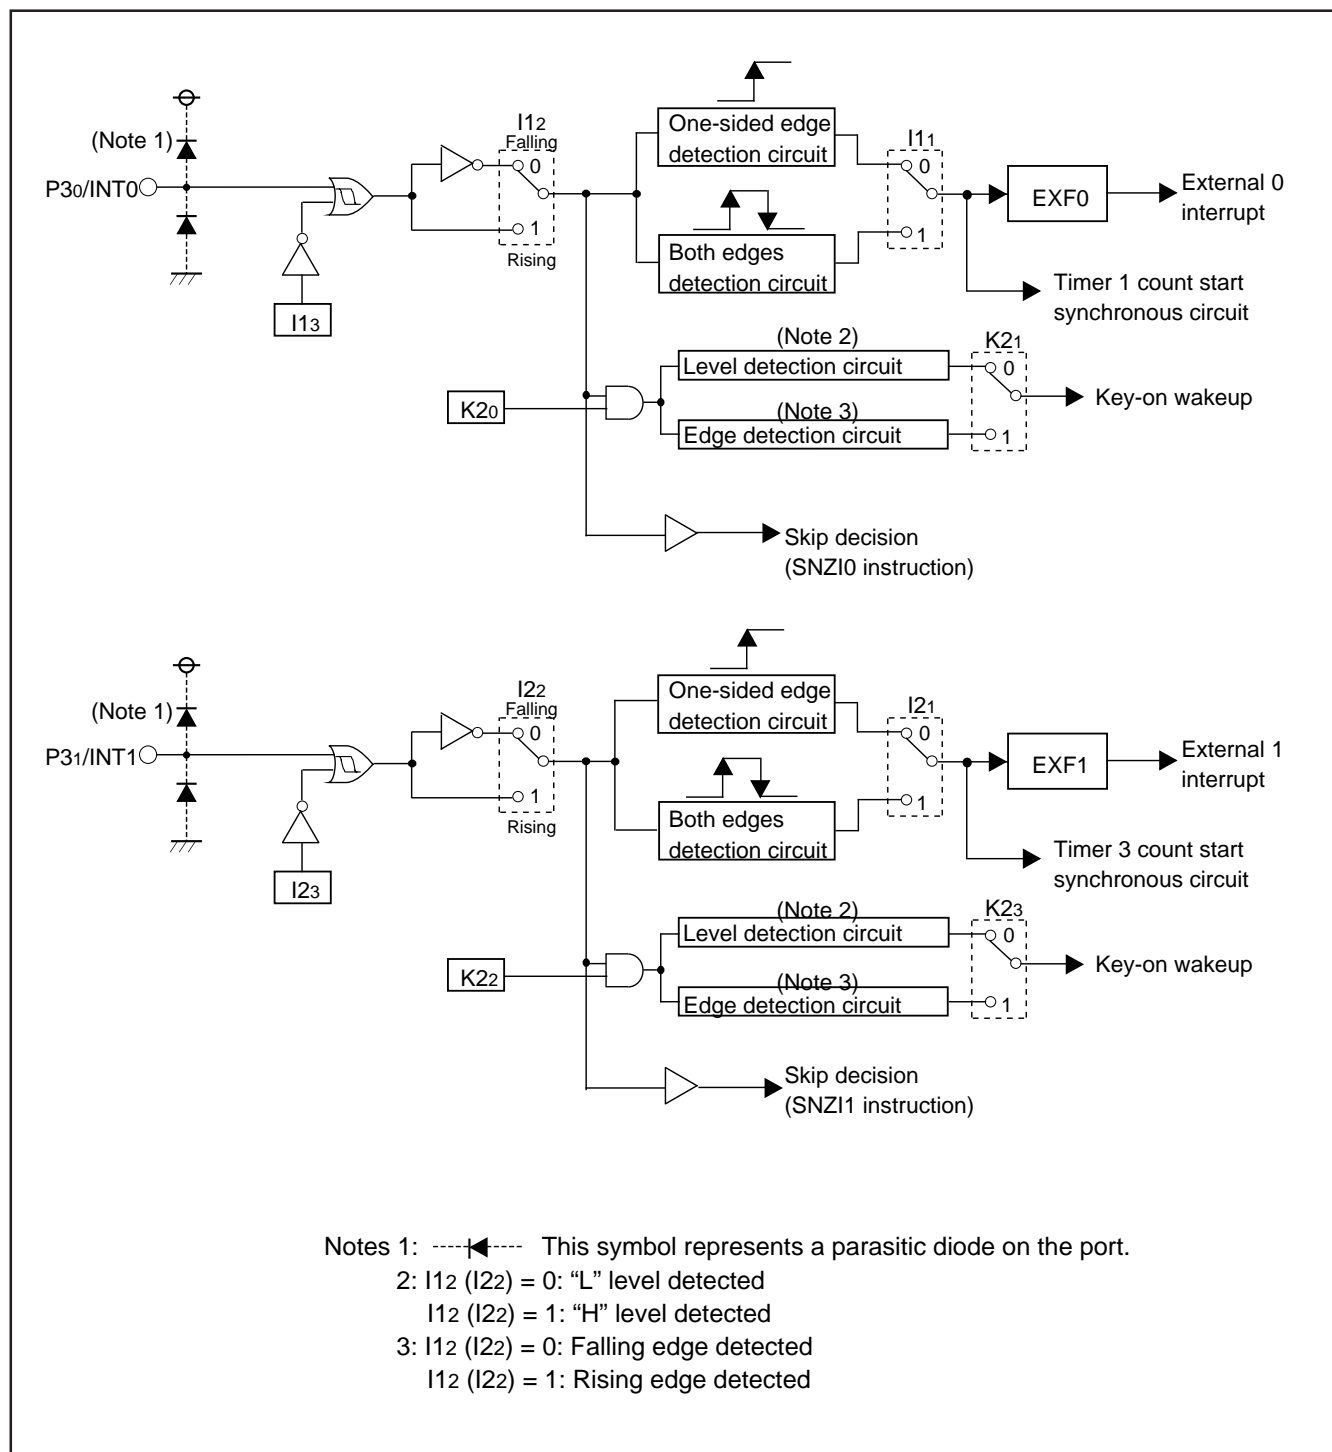 I12
Falling
0
1
Rising
(Note 1)
P30/INT0
I13
One-sided edge
detection circuit
Both edges
detection circuit
I11
0
1
EXF0
External 0
interrupt
Timer 1 count start
synchronous circuit
K20
(Note 2)
Level detection circuit
(Note 3)
Edge detection circuit
K21
0
1
Key-on wakeup
Skip decision
(SNZI0 instruction)
I22
Falling
0
1
Rising
(Note 1)
P31/INT1
I23
One-sided edge
detection circuit
Both edges
detection circuit
I21
0
1
EXF1
External 1
interrupt
Timer 3 count start
synchronous circuit
K22
(Note 2)
Level detection circuit
(Note 3)
Edge detection circuit
K23
0
1
Key-on wakeup
Skip decision
(SNZI1 instruction)
Notes 1: This symbol represents a parasitic diode on the port.
2: I12 (I22) = 0: “L” level detected
I12 (I22) = 1: “H” level detected
3: I12 (I22) = 0: Falling edge detected
I12 (I22) = 1: Rising edge detected